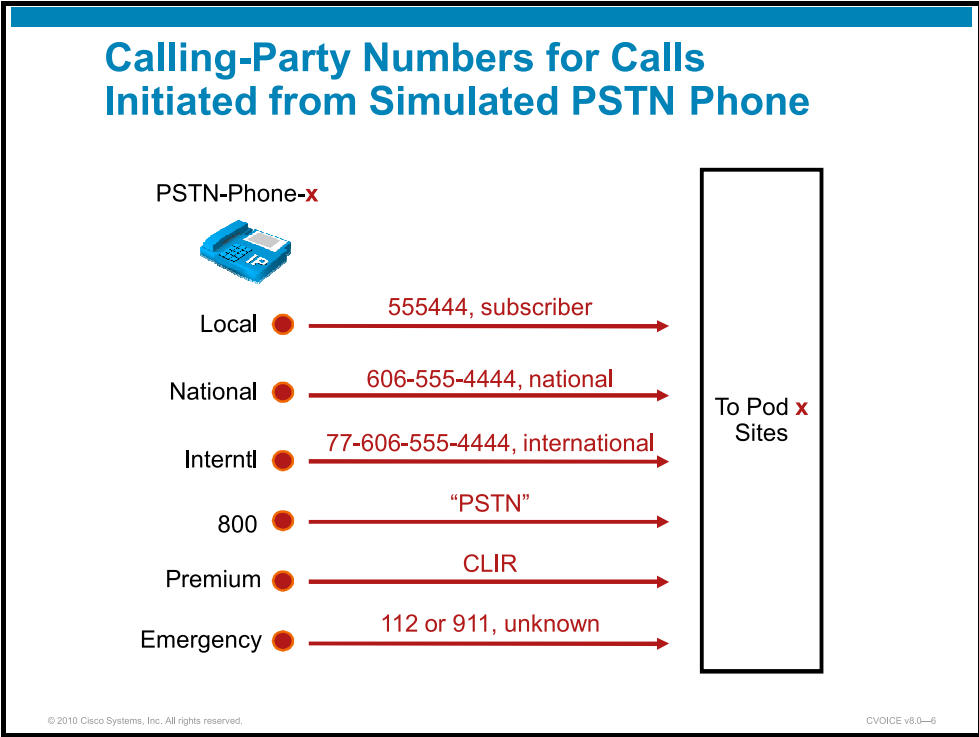 Calling-Party Numbers for Calls
Initiated from Simulated PSTN Phone
PSTN-Phone-x
IP
Local
555444, subscriber
National
606-555-4444, national
Interntl
77-606-555-4444, international
800
“PSTN”
Premium
CLIR
Emergency
112 or 911, unknown
To Pod x
Sites
© 2010 Cisco Systems, Inc. All rights reserved.
CVOICE v8.0—6